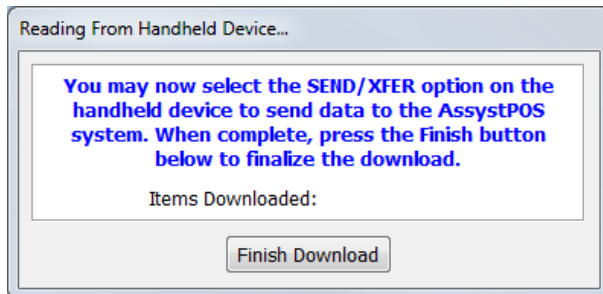 Reading From Handheld Device...
You may now select the SEND/XFER option on the
handheld device to send data to the AssystPOS
system. When complete, press the Finish button
below to finalize the download.
Items Downloaded:
Finish Download